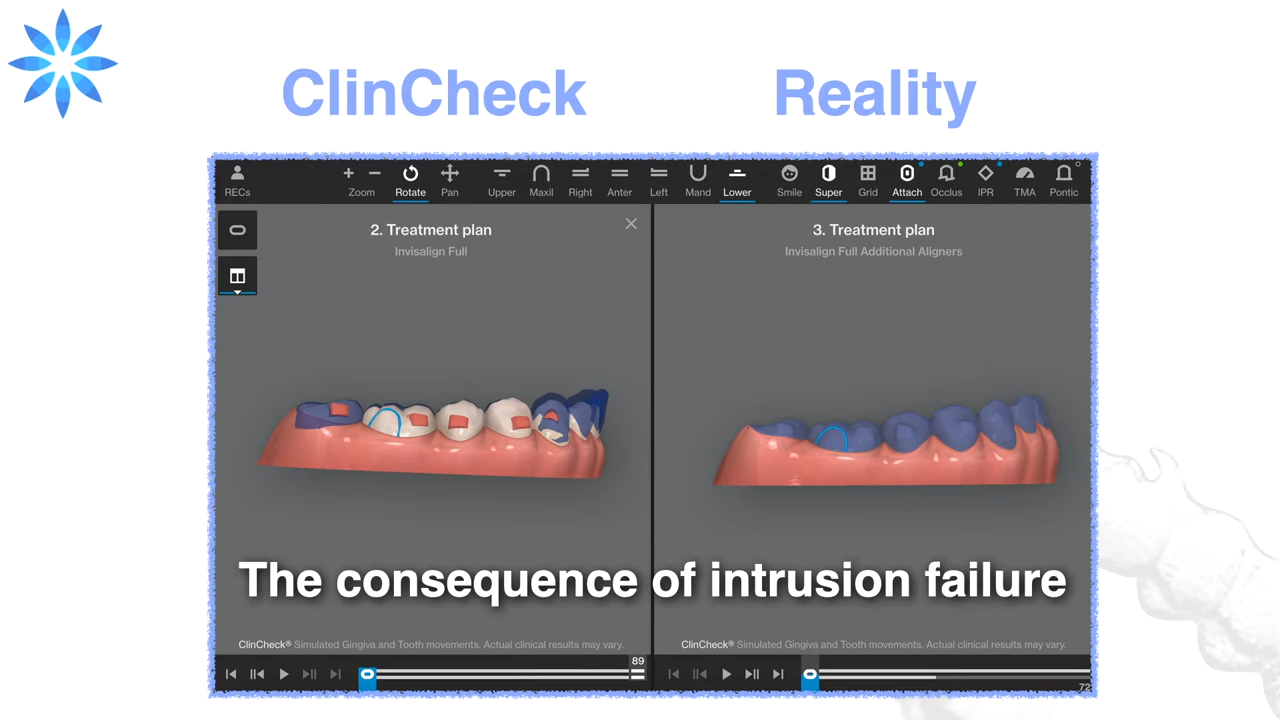 ClinCheck Reality
RECs Zoom Rotate Pan Upper Maxil Right Anter Left Mand Lower Smile Super Grid Attach Occlus IPR TMA Pontic
2. Treatment plan
Invisalign Full
3. Treatment plan
Invisalign Full Additional Aligners
The consequence of intrusion failure
ClinCheck® Simulated Gingiva and Tooth movements. Actual clinical results may vary.
ClinCheck® Simulated Gingiva and Tooth movements. Actual clinical results may vary.
89
72